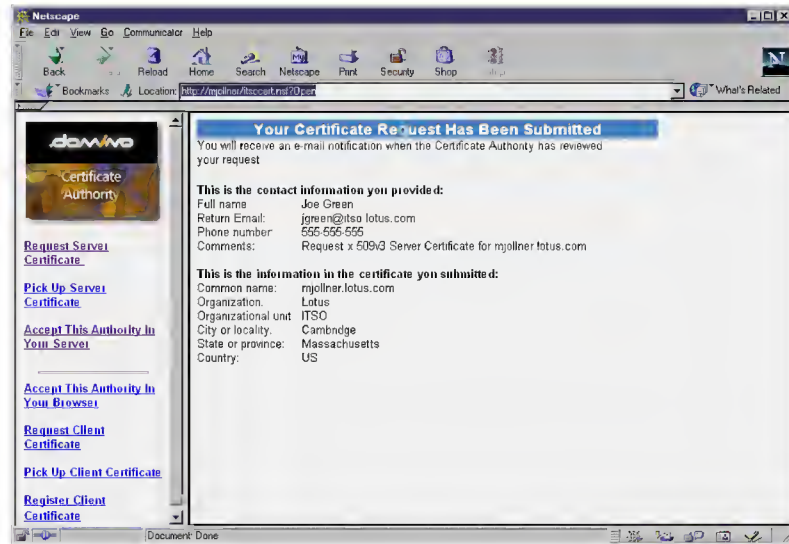 Netscape
File Edit View Go Communicator Help
Back Reload Home Search Netscape Print Security Shop
Bookmarks Location: http://mjollner/itsocert.nsf?Open What's Related
domino
Certificate
Authority
Request Server
Certificate
Pick Up Server
Certificate
Accept This Authority In
Your Server
Accept This Authority In
Your Browser
Request Client
Certificate
Pick Up Client Certificate
Register Client
Certificate
Your Certificate Request Has Been Submitted
You will receive an e-mail notification when the Certificate Authority has reviewed
your request
This is the contact information you provided:
Full name Joe Green
Return Email: jgreen@itso lotus.com
Phone number 555-555-555
Comments: Request x 509v3 Server Certificate for mjollner lotus.com
This is the information in the certificate you submitted:
Common name: mjollner.lotus.com
Organization. Lotus
Organizational unit ITSO
City or locality. Cambridge
State or province: Massachusetts
Country: US
Document: Done